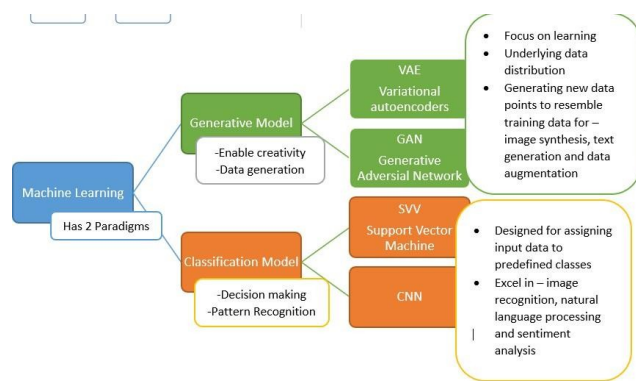 Machine Learning
Has 2 Paradigms
Generative Model
-Enable creativity
-Data generation
VAE
Variational
autoencoders
GAN
Generative
Adversial Network
• Focus on learning
• Underlying data
distribution
• Generating new data
points to resemble
training data for –
image synthesis, text
generation and data
augmentation
Classification Model
-Decision making
-Pattern Recognition
SVV
Support Vector
Machine
CNN
• Designed for assigning
input data to
predefined classes
• Excel in – image
recognition, natural
language processing
and sentiment
analysis